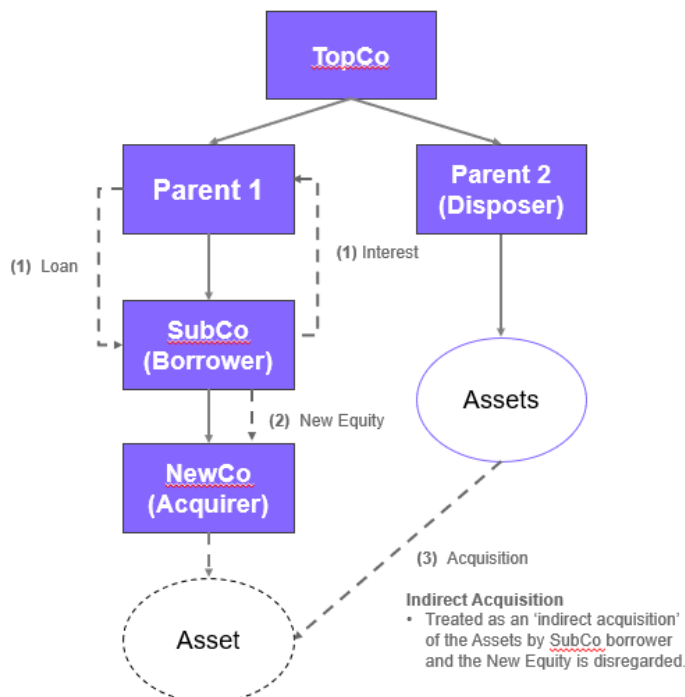 TopCo
Parent 1
Parent 2
(Disposer)
(1) Loan
(1) Interest
SubCo
(Borrower)
Assets
(2) New Equity
NewCo
(Acquirer)
(3) Acquisition
Asset
Indirect Acquisition
• Treated as an ‘indirect acquisition’
of the Assets by SubCo borrower
and the New Equity is disregarded.